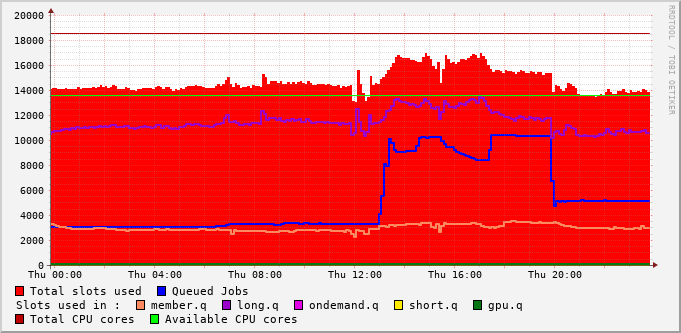 RRDTOOL / TOBI OETIKER
20000
18000
16000
14000
12000
10000
8000
6000
4000
2000
0
Thu 00:00 Thu 04:00 Thu 08:00 Thu 12:00 Thu 16:00 Thu 20:00
Total slots used Queued Jobs
Slots used in : member.q long.q ondemand.q short.q gpu.q
Total CPU cores Available CPU cores